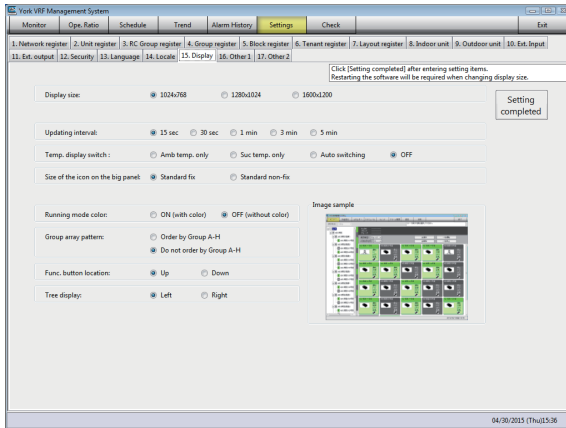 York VRF Management System
Monitor Ope. Ratio Schedule Trend Alarm History Settings Check Exit
1. Network register 2. Unit register 3. RC Group register 4. Group register 5. Block register 6. Tenant register 7. Layout register 8. Indoor unit 9. Outdoor unit 10. Ext. Input
11. Ext. output 12. Security 13. Language 14. Locale 15. Display 16. Other1 17. Other2
Click [Setting completed] after entering setting items.
Restarting the software will be required when changing display size.
Display size: 1024x768 1280x1024 1600x1200
Setting
completed
Updating interval: 15 sec 30 sec 1 min 3 min 5 min
Temp. display switch : Amb temp. only Suc temp. only Auto switching OFF
Size of the icon on the big panel: Standard fix Standard non-fix
Image sample
Running mode color: ON (with color) OFF (without color)
Group array pattern: Order by Group A-H
Do not order by Group A-H
Func. button location: Up Down
Tree display: Left Right
04/30/2015 (Thu)15:36